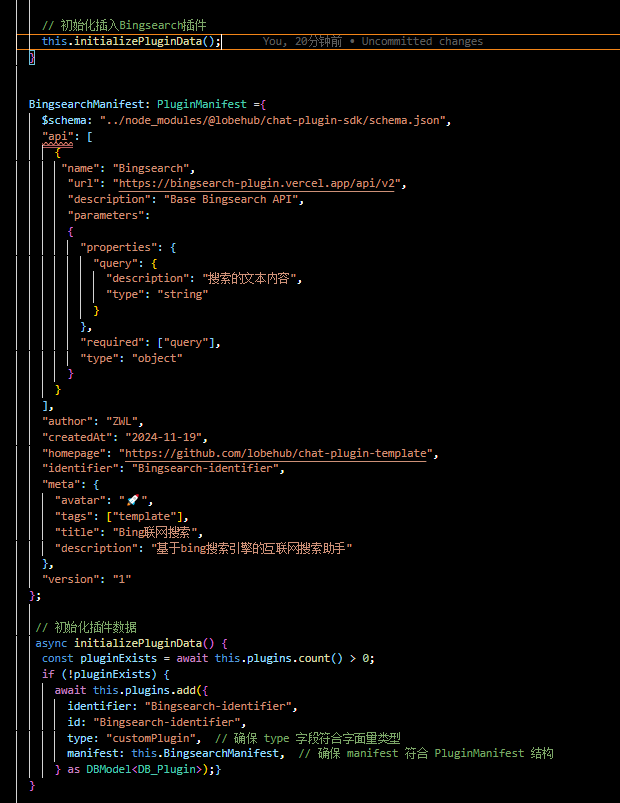 // 初始化插入Bingsearch插件
this.initializePluginData(); You, 20分钟前 • Uncommitted changes
}
BingsearchManifest: PluginManifest ={
$schema: "../node_modules/@lobehub/chat-plugin-sdk/schema.json",
"api": [
{
"name": "Bingsearch",
"url": "https://bingsearch-plugin.vercel.app/api/v2",
"description": "Base Bingsearch API",
"parameters":
{
"properties": {
"query": {
"description": "搜索的文本内容",
"type": "string"
}
},
"required": ["query"],
"type": "object"
}
}
],
"author": "ZWL",
"createdAt": "2024-11-19",
"homepage": "https://github.com/lobehub/chat-plugin-template",
"identifier": "Bingsearch-identifier",
"meta": {
"avatar": "🚀",
"tags": ["template"],
"title": "Bing联网搜索",
"description": "基于bing搜索引擎的互联网搜索助手"
},
"version": "1"
};
// 初始化插件数据
async initializePluginData() {
const pluginExists = await this.plugins.count() > 0;
if (!pluginExists) {
await this.plugins.add({
identifier: "Bingsearch-identifier",
id: "Bingsearch-identifier",
type: "customPlugin", // 确保 type 字段符合字面量类型
manifest: this.BingsearchManifest, // 确保 manifest 符合 PluginManifest 结构
} as DBModel<DB_Plugin>);}
}